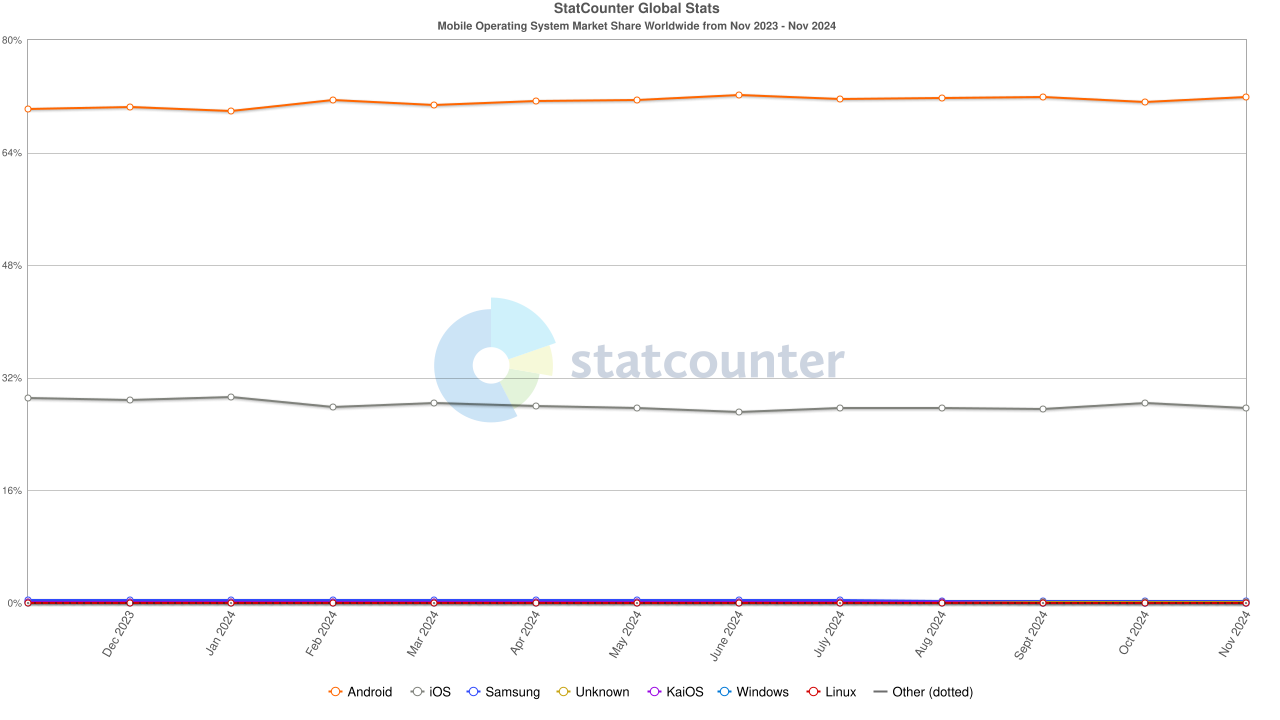 StatCounter Global Stats
Mobile Operating System Market Share Worldwide from Nov 2023 - Nov 2024
80%
64%
48%
statcounter
32%
16%
0%
Dec 2023 Jan 2024 Feb 2024 Mar 2024 Apr 2024 May 2024 June 2024 July 2024 Aug 2024 Sept 2024 Oct 2024 Nov 2024
Android iOS Samsung Unknown KaiOS Windows Linux Other (dotted)